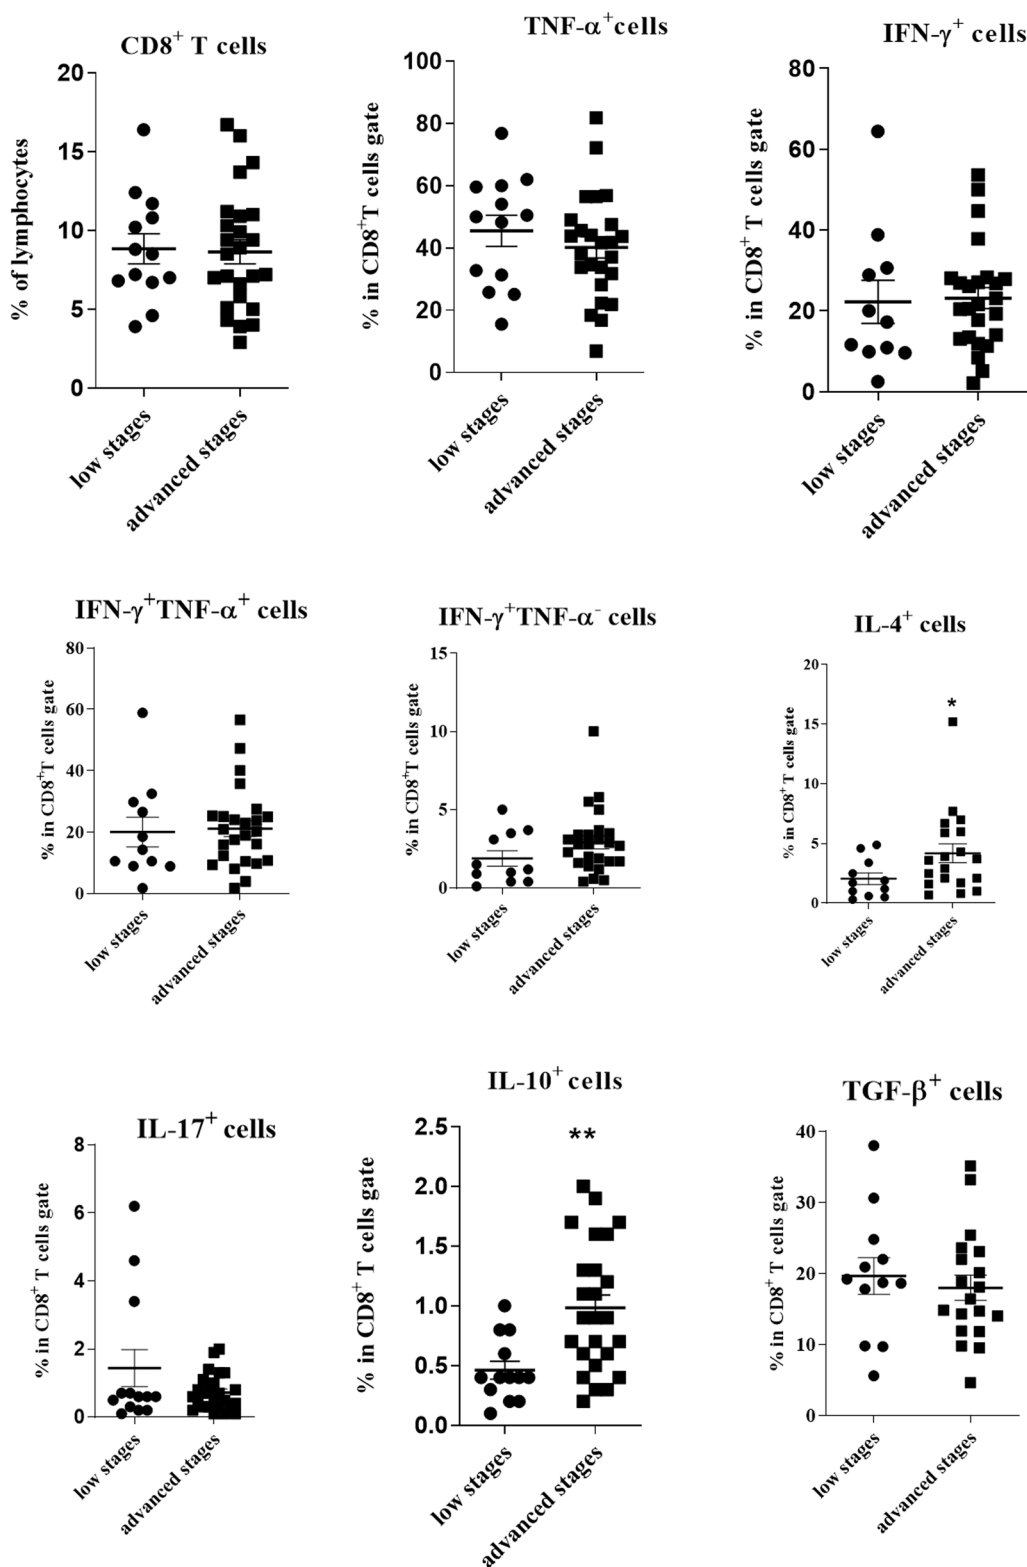 CD8⁺ T cells
% of lymphocytes
20
15
10
5
0
low stages
advanced stages
TNF-α⁺cells
% in CD8⁺T cells gate
100
80
60
40
20
0
low stages
advanced stages
IFN-γ⁺ cells
% in CD8⁺ T cells gate
80
60
40
20
0
low stages
advanced stages
IFN-γ⁺TNF-α⁺ cells
% in CD8⁺T cells gate
80
60
40
20
0
low stages
advanced stages
IFN-γ⁺TNF-α⁻ cells
% in CD8⁺T cells gate
15
10
5
0
low stages
advanced stages
IL-4⁺ cells
% in CD8⁺ T cells gate
20
15
10
5
0
*
low stages
advanced stages
IL-17⁺ cells
% in CD8⁺ T cells gate
8
6
4
2
0
low stages
advanced stages
IL-10⁺ cells
% in CD8⁺ T cells gate
2.5
2.0
1.5
1.0
0.5
0.0
**
low stages
advanced stages
TGF-β⁺ cells
% in CD8⁺ T cells gate
40
30
20
10
0
low stages
advanced stages